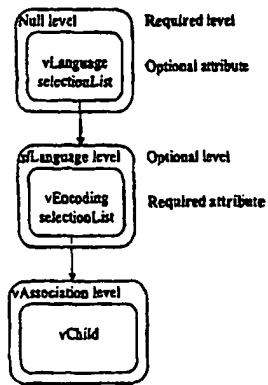 Null level Required level
vLanguage Optional attribute
selectionList
vLanguage level Optional level
vEncoding Required attribute
selectionList
vAssociation level
vChild